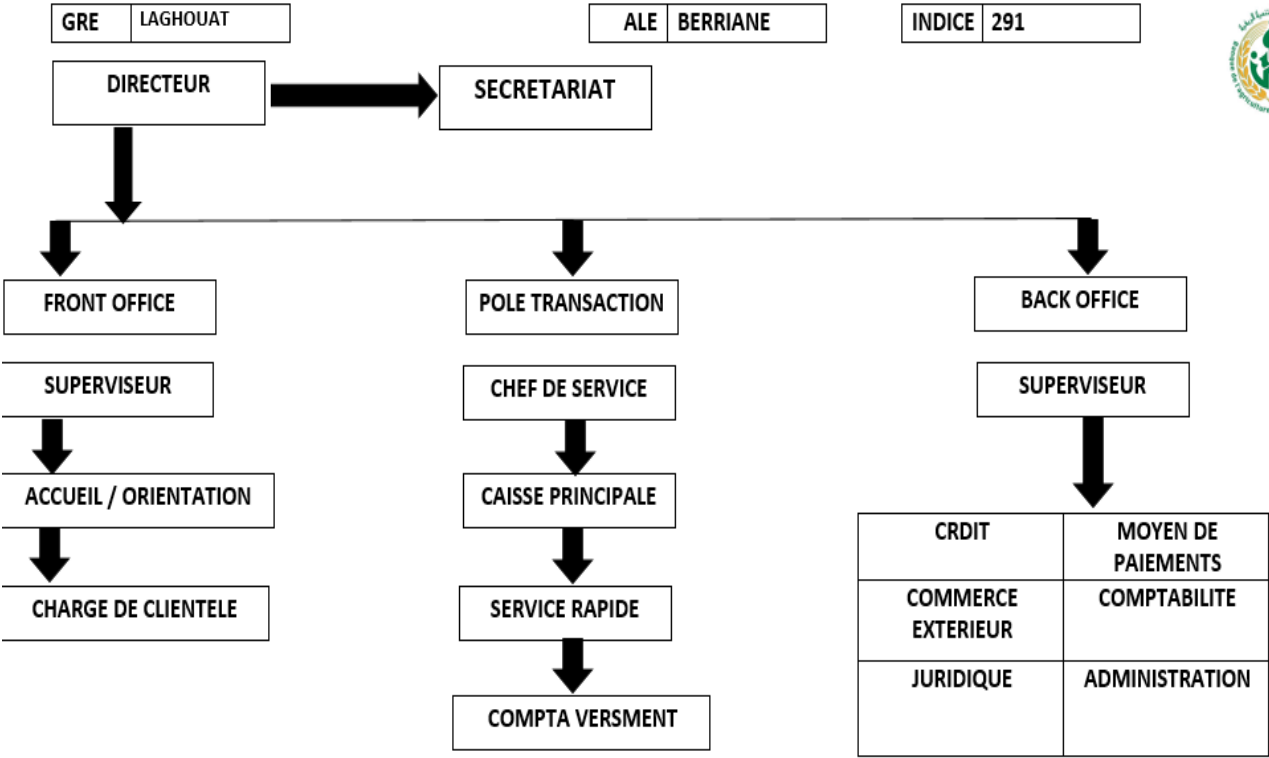 GRE LAGHOUAT
ALE BERRIANE
INDICE 291
DIRECTEUR
SECRETARIAT
FRONT OFFICE
POLE TRANSACTION
BACK OFFICE
SUPERVISEUR
CHEF DE SERVICE
SUPERVISEUR
ACCUEIL / ORIENTATION
CAISSE PRINCIPALE
CHARGE DE CLIENTELE
SERVICE RAPIDE
COMPTA VERSMENT
CRDIT
MOYEN DE
PAIEMENTS
COMMERCE
EXTERIEUR
COMPTABILITE
JURIDIQUE
ADMINISTRATION